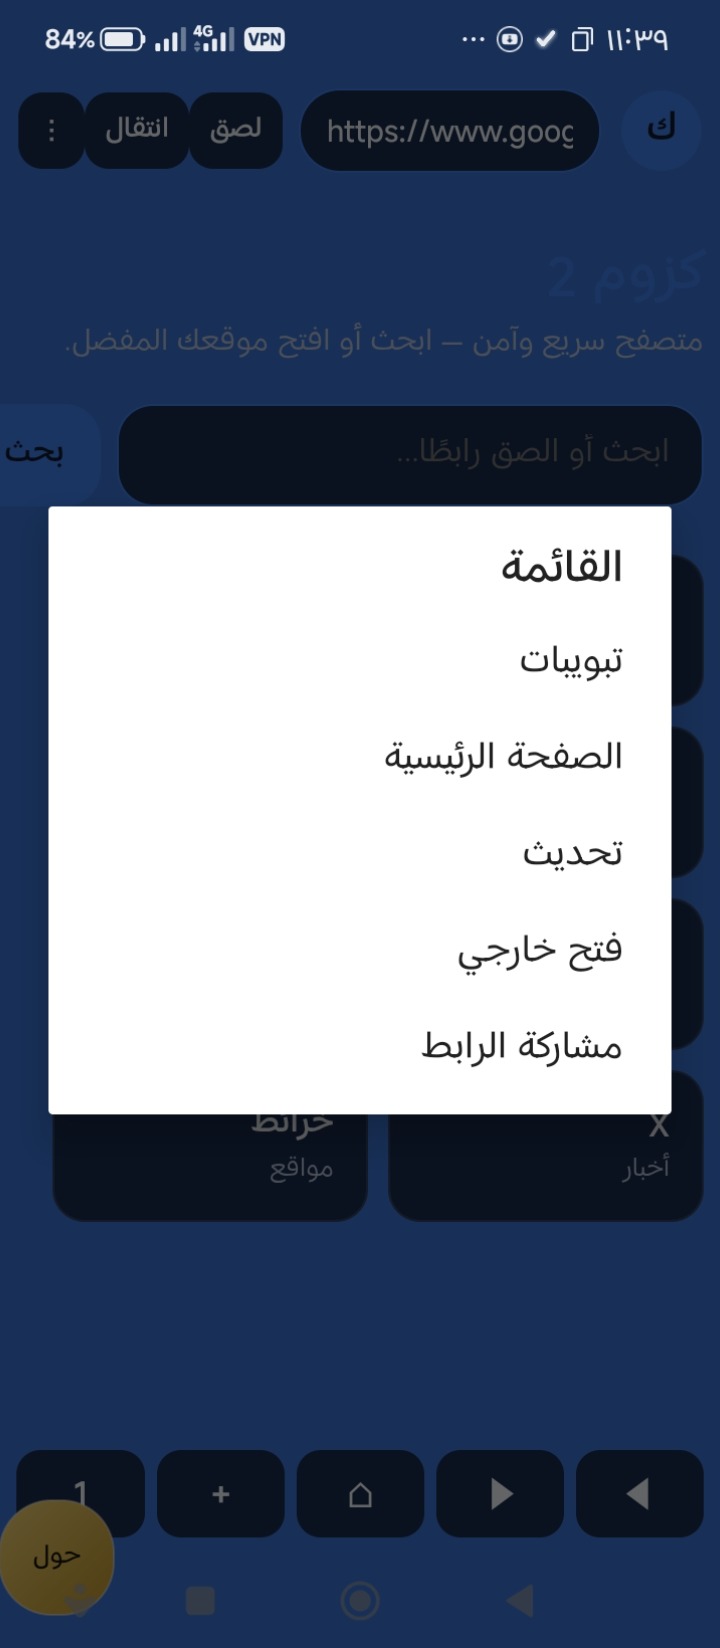 84% 4G VPN ١١:٣٩
ك https://www.goog لصق انتقال
كزوم 2
متصفح سريع وآمن – ابحث أو افتح موقعك المفضل.
ابحث أو الصق رابطًا... بحث
القائمة
تبويبات
الصفحة الرئيسية
تحديث
فتح خارجي
مشاركة الرابط
X خرائط
أخبار مواقع
+ 1
حول